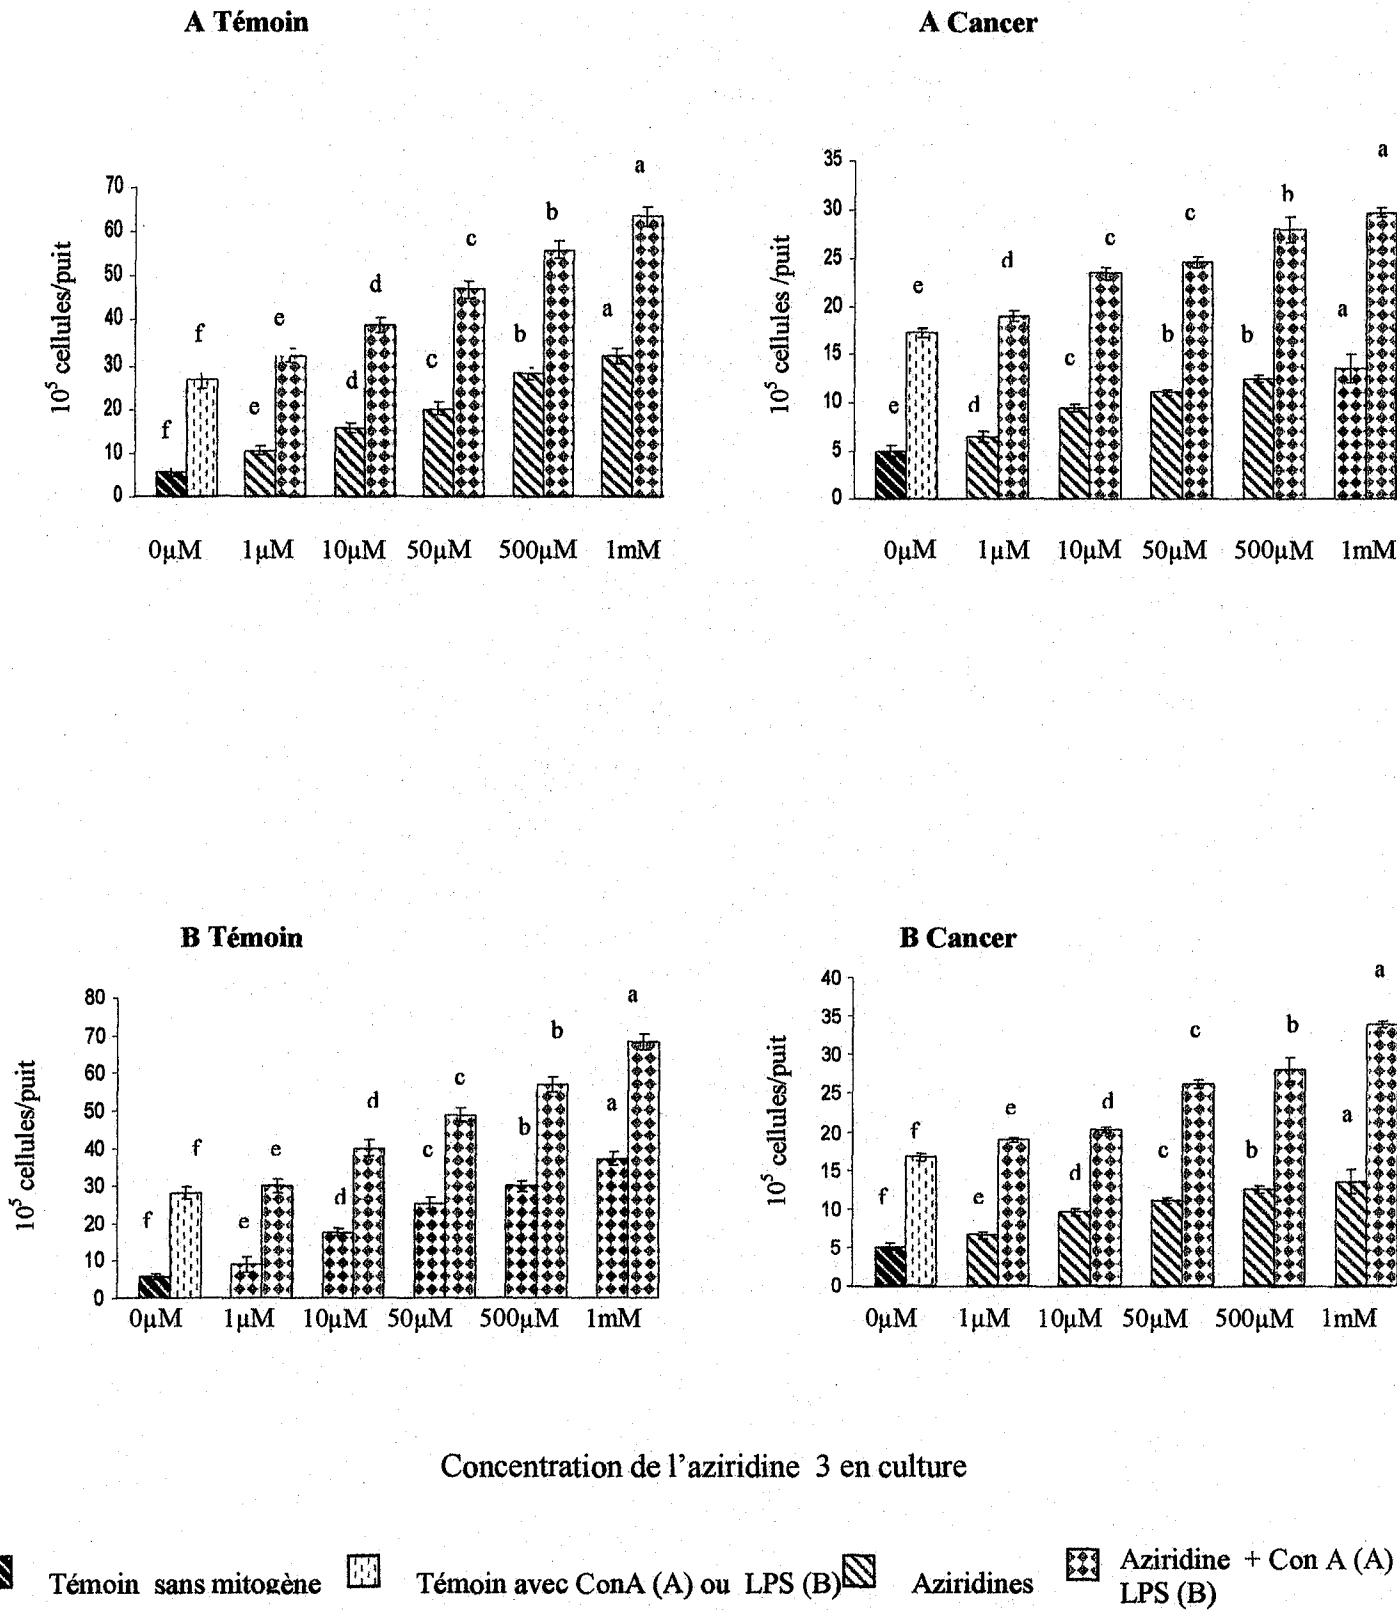 A Témoin
A Cancer
10⁵ cellules/puit
70
60
50
40
30
20
10
0
f
f
e
e
d
d
c
c
b
b
a
a
0µM 1µM 10µM 50µM 500µM 1mM
10⁵ cellules /puit
35
30
25
20
15
10
5
0
e
e
d
d
c
c
b
c
b
b
a
a
0µM 1µM 10µM 50µM 500µM 1mM
B Témoin
B Cancer
10⁵ cellules/puit
80
70
60
50
40
30
20
10
0
f
f
e
e
d
d
c
c
b
b
a
a
0µM 1µM 10µM 50µM 500µM 1mM
10⁵ cellules/puit
40
35
30
25
20
15
10
5
0
f
f
e
e
d
d
c
c
b
b
a
a
0µM 1µM 10µM 50µM 500µM 1mM
Concentration de l’aziridine 3 en culture
Témoin sans mitogène
Témoin avec ConA (A) ou LPS (B)
Aziridines
Aziridine + Con A (A)
LPS (B)